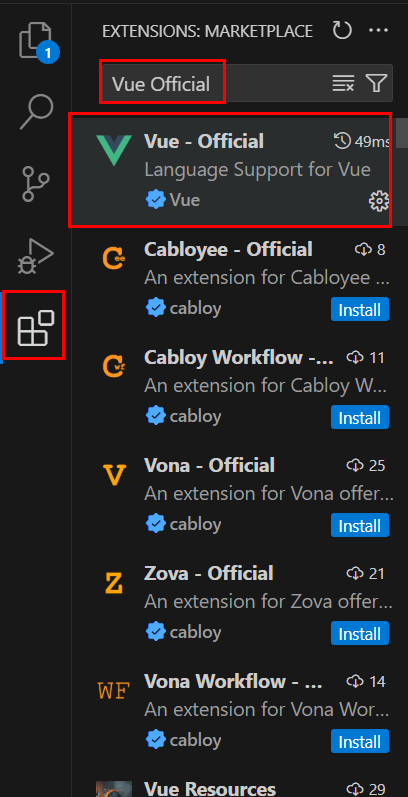 EXTENSIONS: MARKETPLACE
1
Vue Official
Vue - Official
49ms
Language Support for Vue
Vue
Cabloyee - Official
8
An extension for Cabloyee ...
cabloy
Install
Cabloy Workflow -...
11
An extension for Cabloy W...
cabloy
Install
Vona - Official
25
An extension for Vona offer...
cabloy
Install
Zova - Official
21
An extension for Zova offer...
cabloy
Install
WF
Vona Workflow - ...
14
An extension for Vona Wor...
cabloy
Install
Vue Resources
29